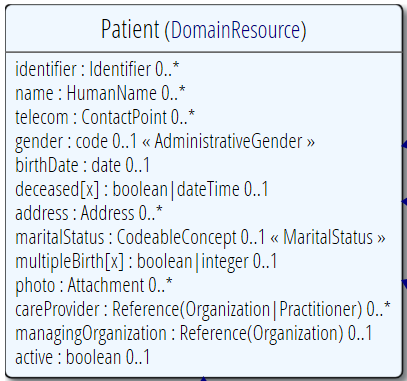 Patient (DomainResource)
identifier : Identifier 0..*
name : HumanName 0..*
telecom : ContactPoint 0..*
gender : code 0..1 « AdministrativeGender »
birthDate : date 0..1
deceased[x] : boolean|dateTime 0..1
address : Address 0..*
maritalStatus : CodeableConcept 0..1 « MaritalStatus »
multipleBirth[x] : boolean|integer 0..1
photo : Attachment 0..*
careProvider : Reference(Organization|Practitioner) 0..*
managingOrganization : Reference(Organization) 0..1
active : boolean 0..1